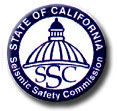 STATE OF CALIFORNIA
SSC
Seismic Safety Commission